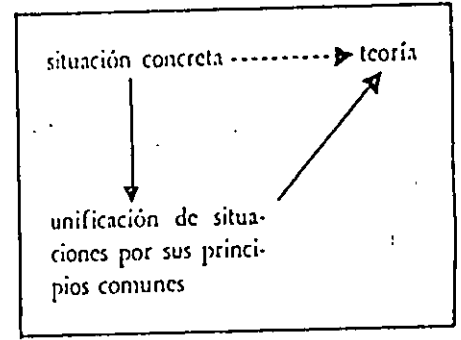 situación concreta teoría
unificación de situa-
ciones por sus princi-
pios comunes